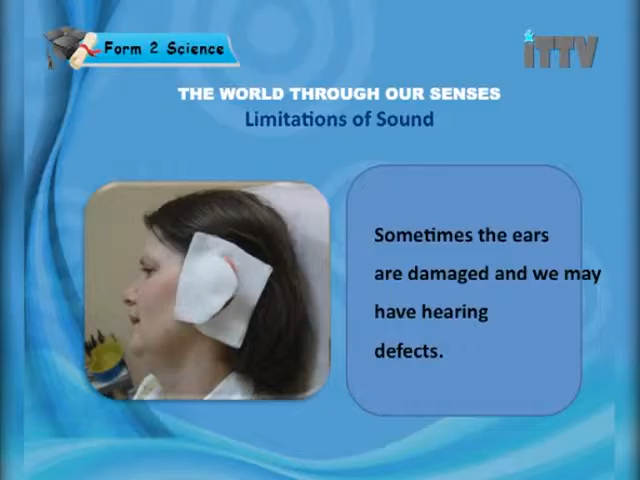 Form 2 Science
iTTV
THE WORLD THROUGH OUR SENSES
Limitations of Sound
Sometimes the ears
are damaged and we may
have hearing
defects.